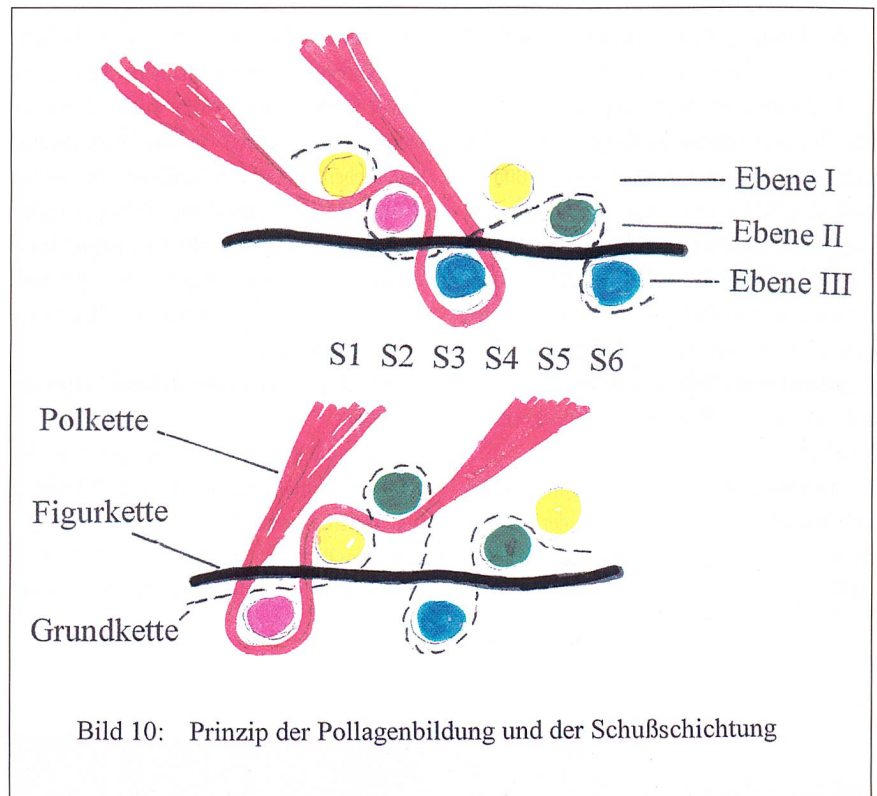 Ebene I
Ebene II
Ebene III
S1 S2 S3 S4 S5 S6
Polkette
Figurkette
Grundkette
Bild 10: Prinzip der Pollagenbildung und der Schußschichtung